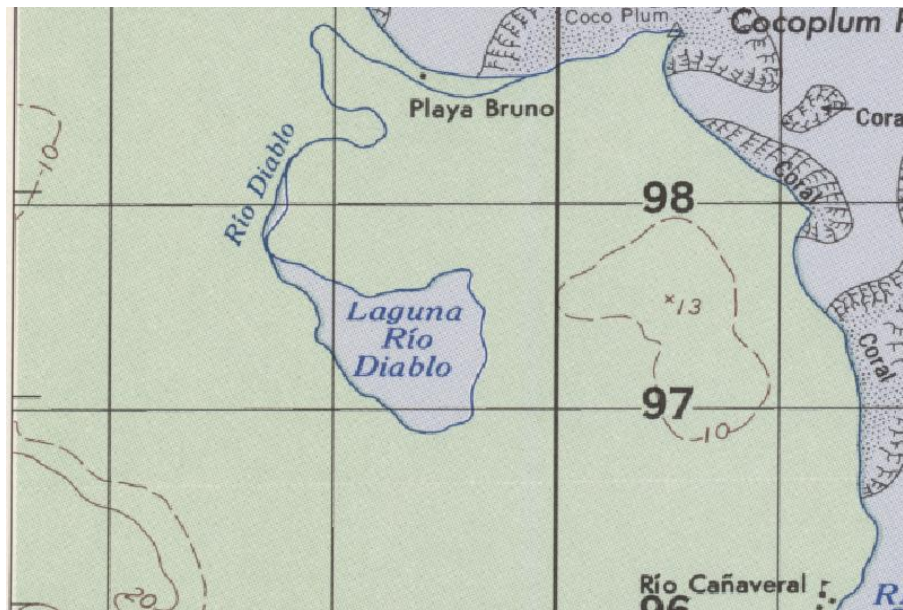 Coco Plum
Cocoplum
Playa Bruno
10
Río Diablo
Coral
98
13
Laguna
Río
Diablo
Coral
97
10
Río Cañaveral
96
20